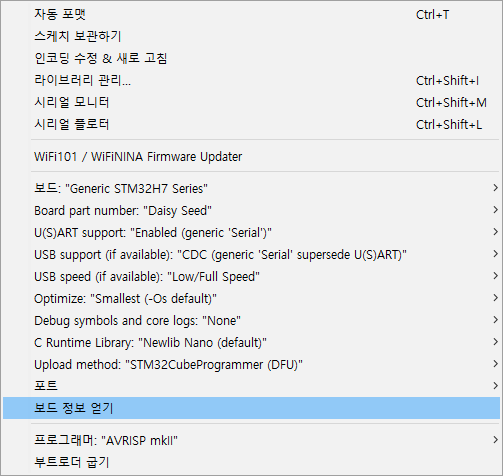 자동 포맷 Ctrl+T
스케치 보관하기
인코딩 수정 & 새로 고침
라이브러리 관리... Ctrl+Shift+I
시리얼 모니터 Ctrl+Shift+M
시리얼 플로터 Ctrl+Shift+L
WiFi101 / WiFiNINA Firmware Updater
보드: "Generic STM32H7 Series"
Board part number: "Daisy Seed"
U(S)ART support: "Enabled (generic 'Serial')"
USB support (if available): "CDC (generic 'Serial' supersede U(S)ART)"
USB speed (if available): "Low/Full Speed"
Optimize: "Smallest (-Os default)"
Debug symbols and core logs: "None"
C Runtime Library: "Newlib Nano (default)"
Upload method: "STM32CubeProgrammer (DFU)"
포트
보드 정보 얻기
프로그래머: "AVRISP mkII"
부트로더 굽기